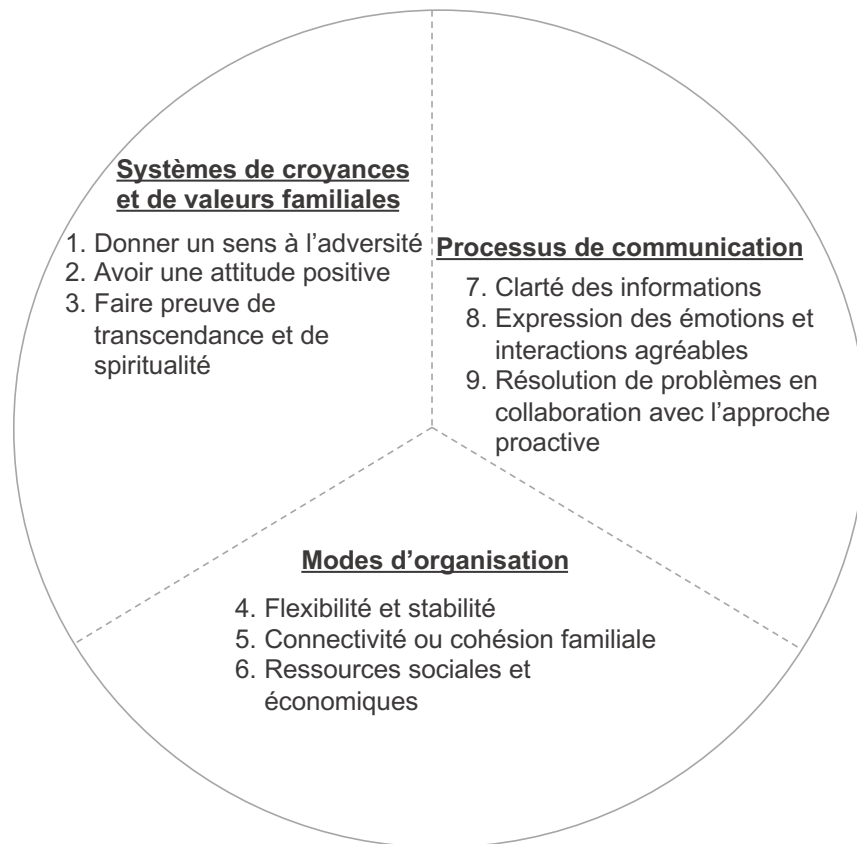 Systèmes de croyances
et de valeurs familiales
1. Donner un sens à l’adversité
2. Avoir une attitude positive
3. Faire preuve de
transcendance et de
spiritualité
Processus de communication
7. Clarté des informations
8. Expression des émotions et
interactions agréables
9. Résolution de problèmes en
collaboration avec l’approche
proactive
Modes d’organisation
4. Flexibilité et stabilité
5. Connectivité ou cohésion familiale
6. Ressources sociales et
économiques